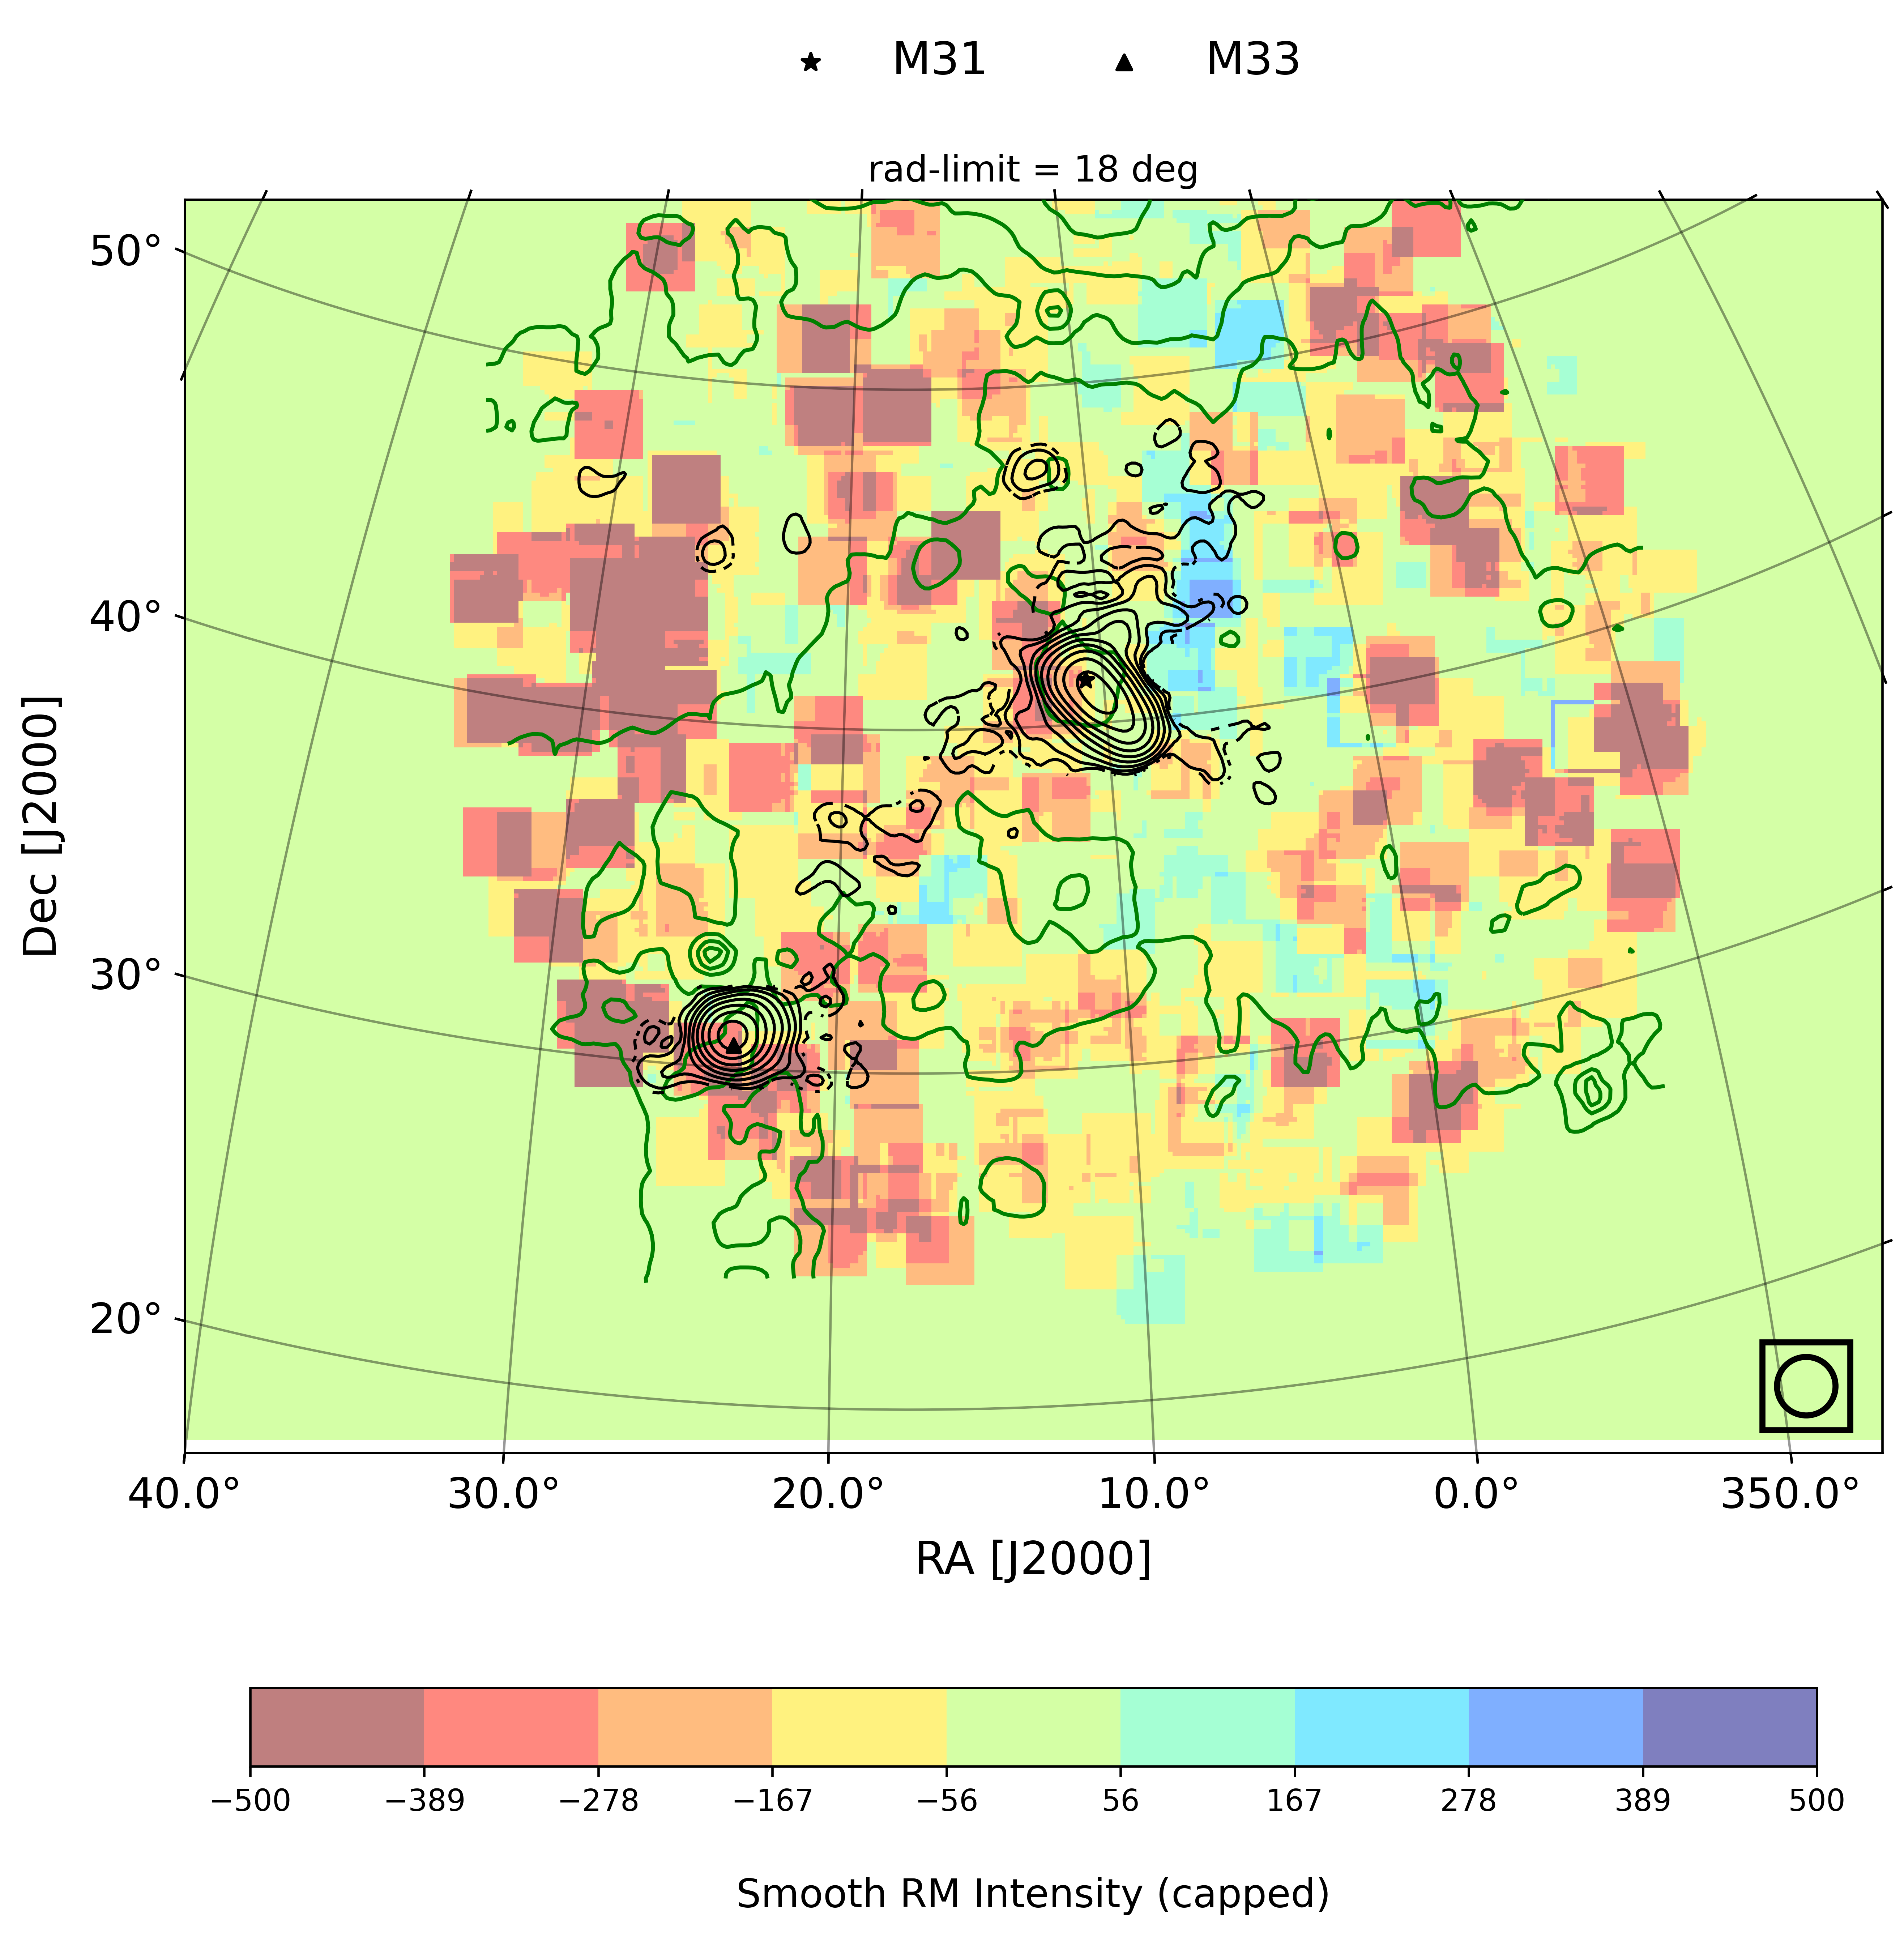 M31 M33
rad-limit = 18 deg
50°
40°
30°
20°
Dec [J2000]
40.0° 30.0° 20.0° 10.0° 0.0° 350.0°
RA [J2000]
−500 −389 −278 −167 −56 56 167 278 389 500
Smooth RM Intensity (capped)